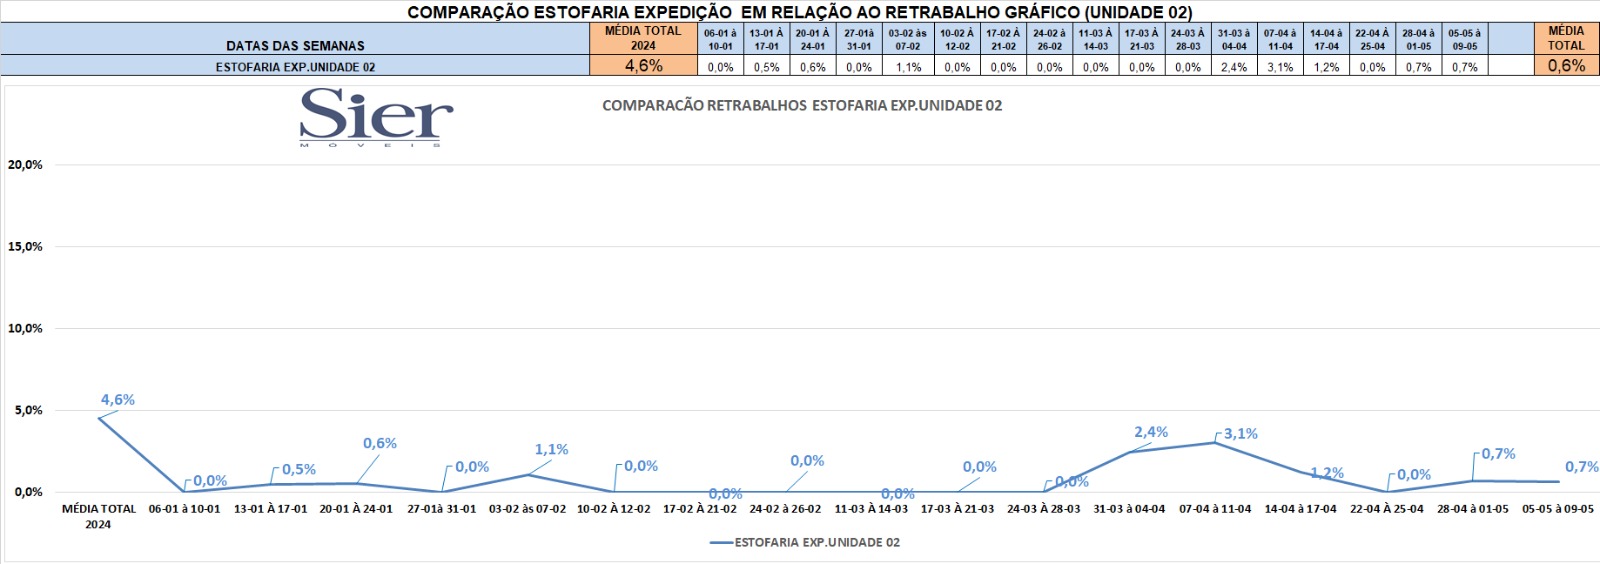 COMPARAÇÃO ESTOFARIA EXPEDIÇÃO EM RELAÇÃO AO RETRABALHO GRÁFICO (UNIDADE 02)
DATAS DAS SEMANAS MÉDIA TOTAL 2024 06-01 à 10-01 13-01 À 17-01 20-01 À 24-01 27-01à 31-01 03-02 às 07-02 10-02 À 12-02 17-02 À 21-02 24-02 à 26-02 11-03 À 14-03 17-03 À 21-03 24-03 À 28-03 31-03 à 04-04 07-04 à 11-04 14-04 à 17-04 22-04 À 25-04 28-04 à 01-05 05-05 à 09-05 MÉDIA TOTAL
ESTOFARIA EXP.UNIDADE 02 4,6% 0,0% 0,5% 0,6% 0,0% 1,1% 0,0% 0,0% 0,0% 0,0% 0,0% 0,0% 2,4% 3,1% 1,2% 0,0% 0,7% 0,7% 0,6%
Sier
MOVEIS
COMPARACÃO RETRABALHOS ESTOFARIA EXP.UNIDADE 02
20,0%
15,0%
10,0%
5,0%
0,0%
4,6% 0,0% 0,5% 0,6% 0,0% 1,1% 0,0% 0,0% 0,0% 0,0% 0,0% 0,0% 2,4% 3,1% 1,2% 0,0% 0,7% 0,7%
MÉDIA TOTAL 2024 06-01 à 10-01 13-01 À 17-01 20-01 À 24-01 27-01à 31-01 03-02 às 07-02 10-02 À 12-02 17-02 À 21-02 24-02 à 26-02 11-03 À 14-03 17-03 À 21-03 24-03 À 28-03 31-03 à 04-04 07-04 à 11-04 14-04 à 17-04 22-04 À 25-04 28-04 à 01-05 05-05 à 09-05
ESTOFARIA EXP.UNIDADE 02